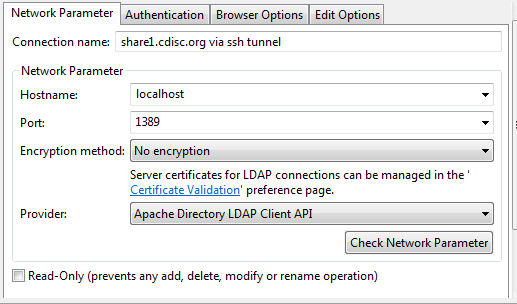 Network Parameter Authentication Browser Options Edit Options
Connection name: share1.cdisc.org via ssh tunnel
Network Parameter
Hostname: localhost
Port: 1389
Encryption method: No encryption
Server certificates for LDAP connections can be managed in the '
Certificate Validation' preference page.
Provider: Apache Directory LDAP Client API
Check Network Parameter
Read-Only (prevents any add, delete, modify or rename operation)